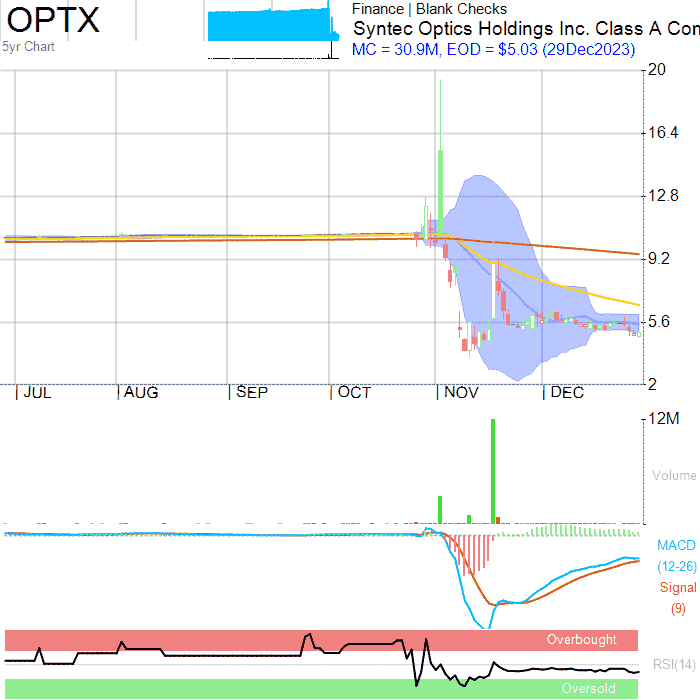 OPTX
5yr Chart
Finance | Blank Checks
Syntec Optics Holdings Inc. Class A Con
MC = 30.9M, EOD = $5.03 (29Dec2023)
20
16.4
12.8
9.2
5.6
2
JUL AUG SEP OCT NOV DEC
12M
Volume
MACD
(12-26)
Signal
(9)
Overbought
RSI(14)
Oversold